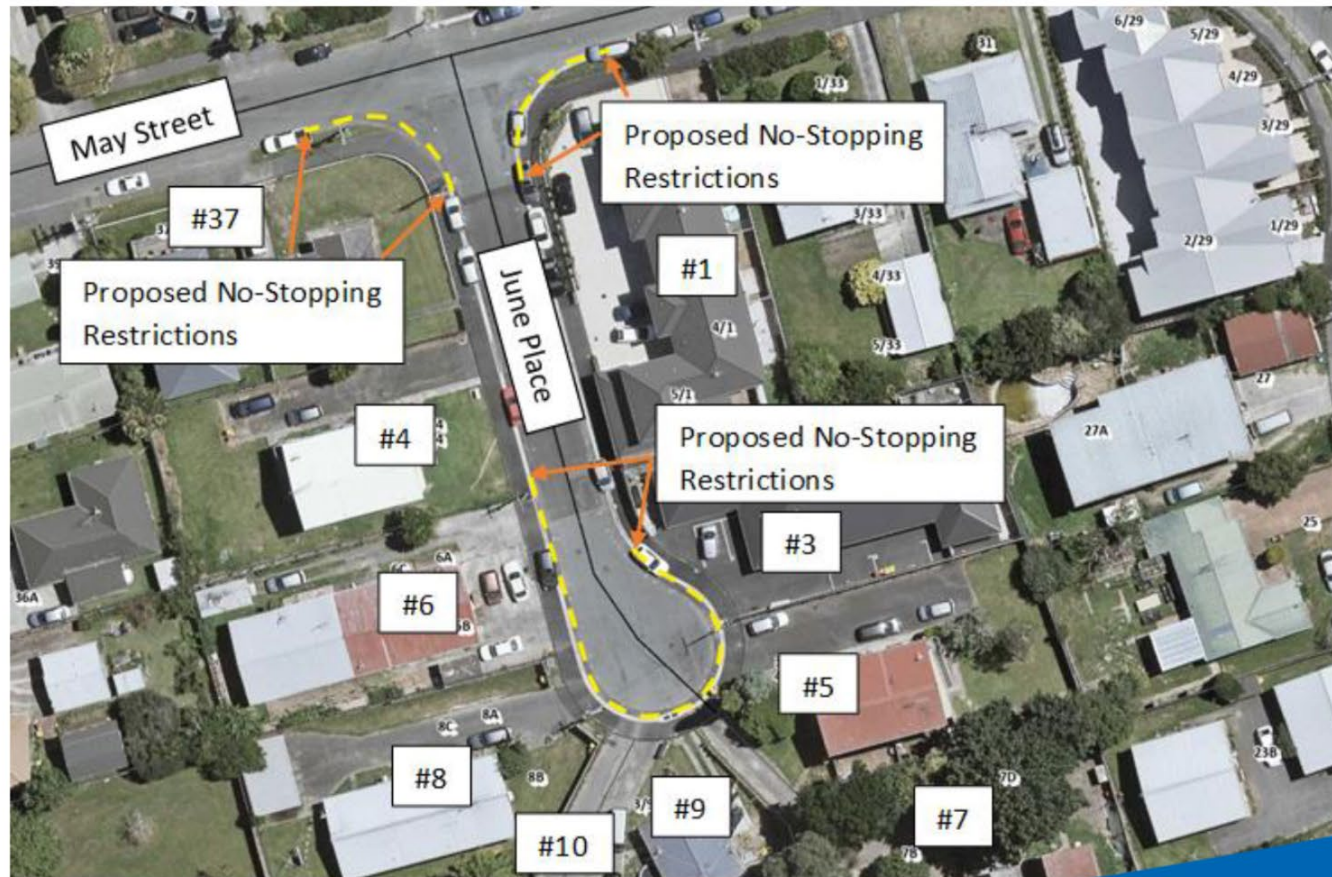 6/29
5/29
31
1/33
4/29
May Street
Proposed No-Stopping
Restrictions
3/29
#37
3/33
1/29
2/29
39
#1
Proposed No-Stopping
Restrictions
June Place
4/33
4/1
5/33
27
5/1
#4
Proposed No-Stopping
Restrictions
27A
25
#3
6A
6C
36A
#6
#5
8A
8C
#8
8B
7D
23B
#9
#7
#10
7B